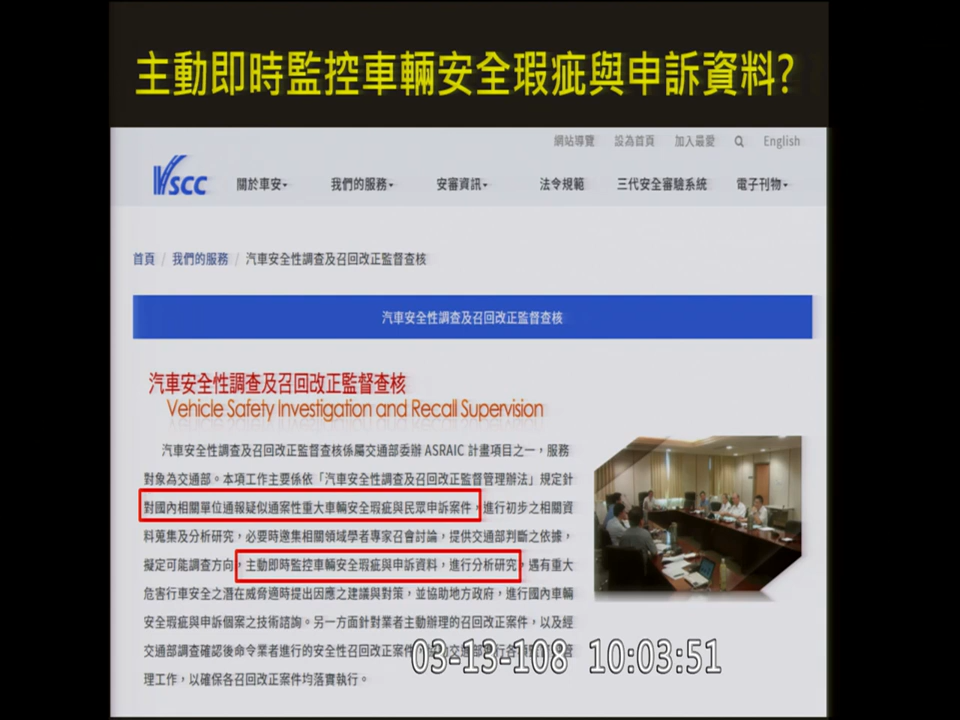 主動即時監控車輛安全瑕疵與申訴資料?
網站導覽 設為首頁 加入最愛 English
VSCC 關於車安 我們的服務 安審資訊 法令規範 三代安全審驗系統 電子刊物
首頁 / 我們的服務 / 汽車安全性調查及召回改正監督查核
汽車安全性調查及召回改正監督查核
汽車安全性調查及召回改正監督查核
Vehicle Safety Investigation and Recall Supervision
汽車安全性調查及召回改正監督查核係屬交通部委辦 ASRAIC 計畫項目之一，服務
對象為交通部。本項工作主要係依「汽車安全性調查及召回改正監督管理辦法」規定針
對國內相關單位通報疑似通案性重大車輛安全瑕疵與民眾申訴案件，進行初步之相關資
料蒐集及分析研究，必要時邀集相關領域學者專家召會討論，提供交通部判斷之依據，
擬定可能調查方向，主動即時監控車輛安全瑕疵與申訴資料，進行分析研究，遇有重大
危害行車安全之潛在威脅適時提出因應之建議與對策，並協助地方政府，進行國內車輛
安全瑕疵與申訴個案之技術諮詢。另一方面針對業者主動辦理的召回改正案件，以及經
交通部調查確認後命令業者進行的安全性召回改正案件
理工作，以確保各召回改正案件均落實執行。
03-13-108 10:03:51